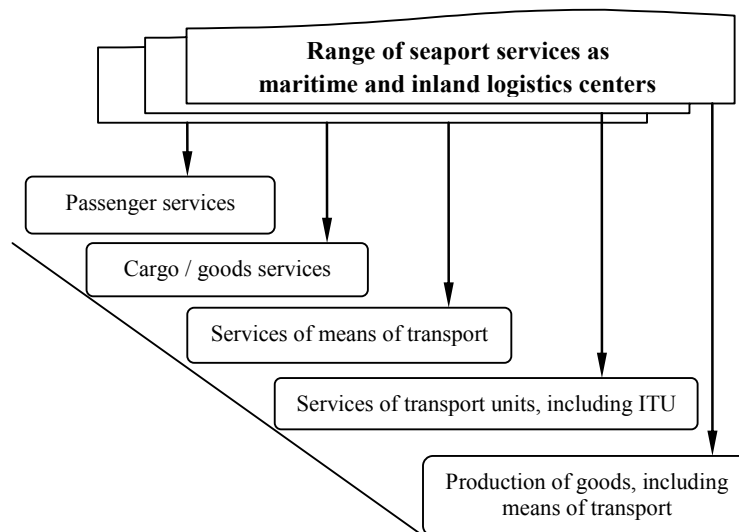 Range of seaport services as
maritime and inland logistics centers
Passenger services
Cargo / goods services
Services of means of transport
Services of transport units, including ITU
Production of goods, including
means of transport